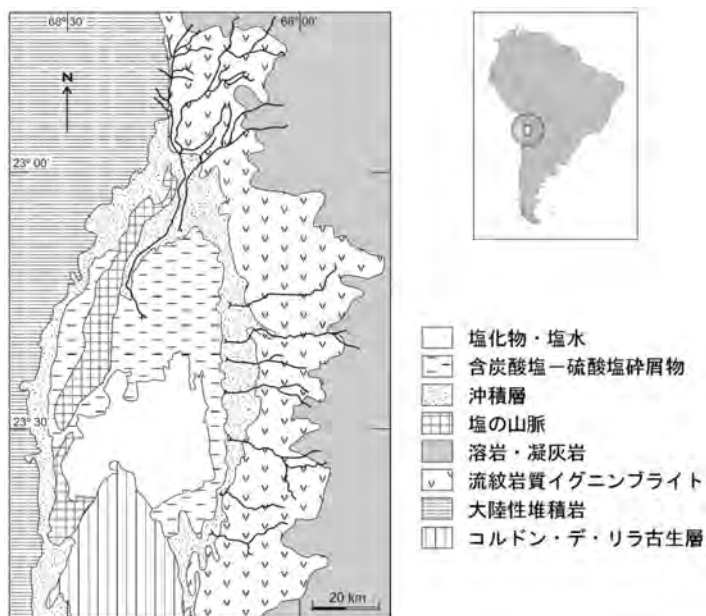 68° 30′
68° 00′
N
23° 00′
23° 30′
20 km
塩化物・塩水
含炭酸塩－硫酸塩砕屑物
沖積層
塩の山脈
溶岩・凝灰岩
流紋岩質イグニンブライト
大陸性堆積岩
コルドン・デ・リラ古生層